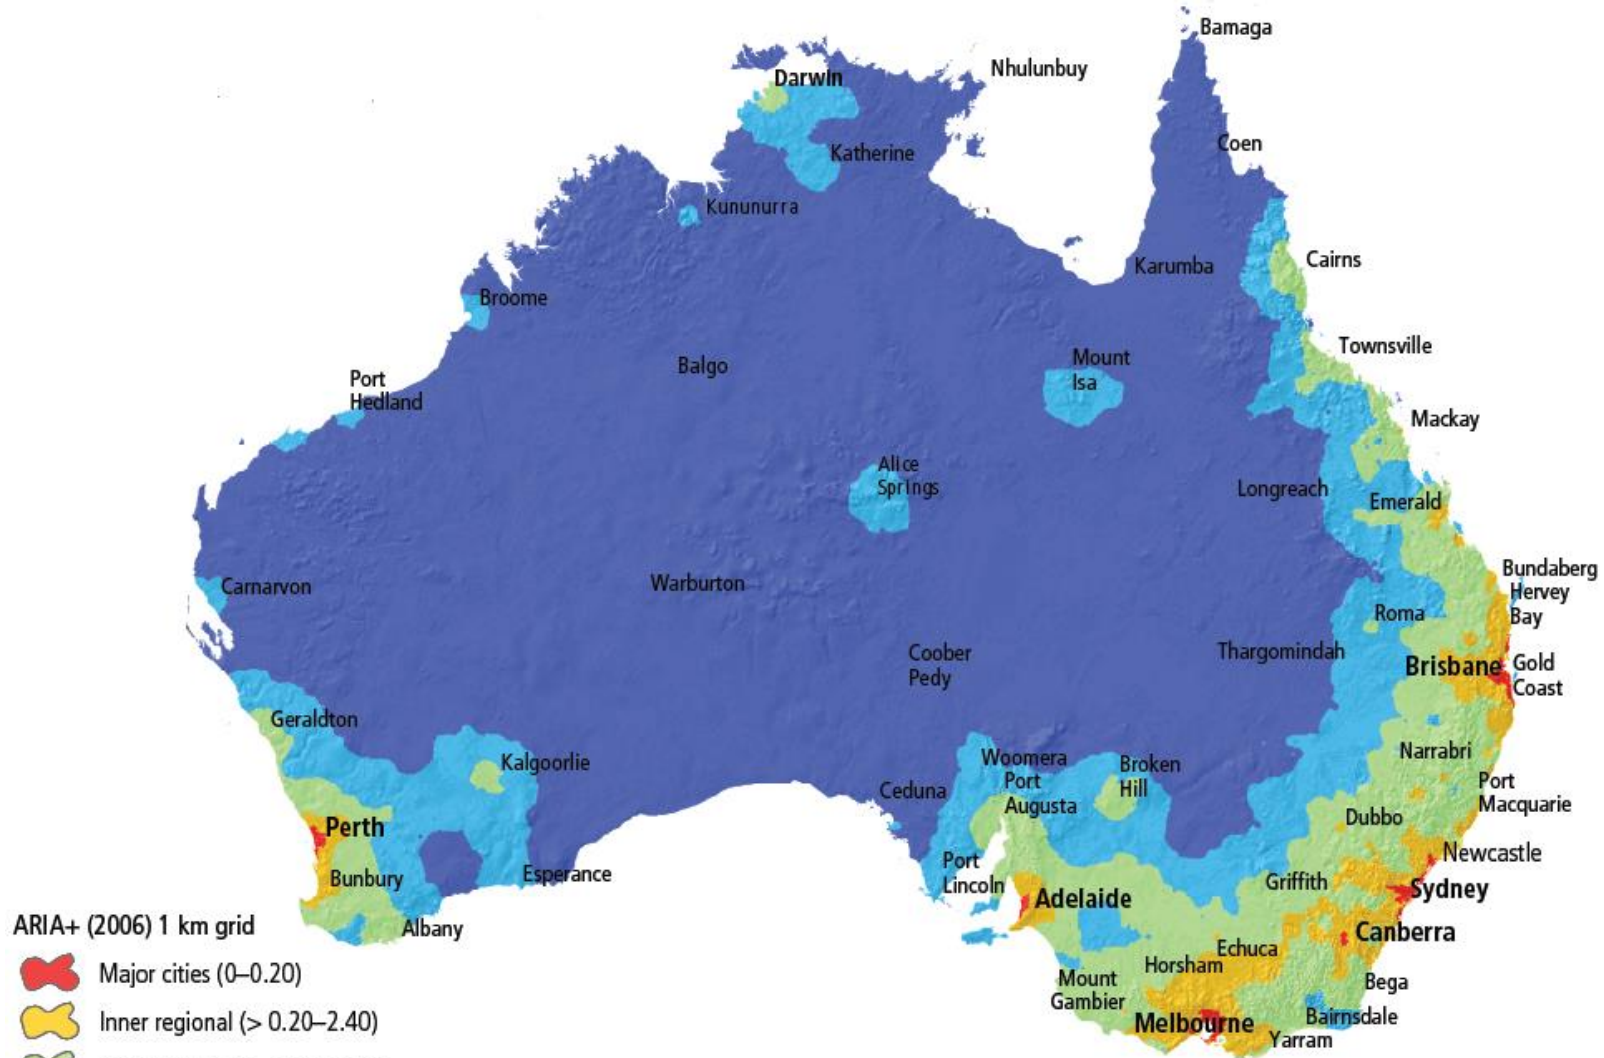 Bamaga
Nhulunbuy
Darwin
Coen
Katherine
Kununurra
Cairns
Karumba
Broome
Townsville
Mount
Isa
Balgo
Port
Hedland
Mackay
Alice
Springs
Longreach
Emerald
Bundaberg
Hervey
Bay
Carnarvon
Warburton
Roma
Coober
Pedy
Thargomindah
Brisbane
Gold
Coast
Geraldton
Kalgoorlie
Woomera
Port
Augusta
Broken
Hill
Narrabri
Ceduna
Port
Macquarie
Dubbo
Perth
Newcastle
Port
Lincoln
Esperance
Bunbury
Griffith
Sydney
Adelaide
Albany
Canberra
Echuca
Horsham
Mount
Gambier
Bega
Bairnsdale
Melbourne
Yarram
ARIA+ (2006) 1 km grid
Major cities (0–0.20)
Inner regional (> 0.20–2.40)